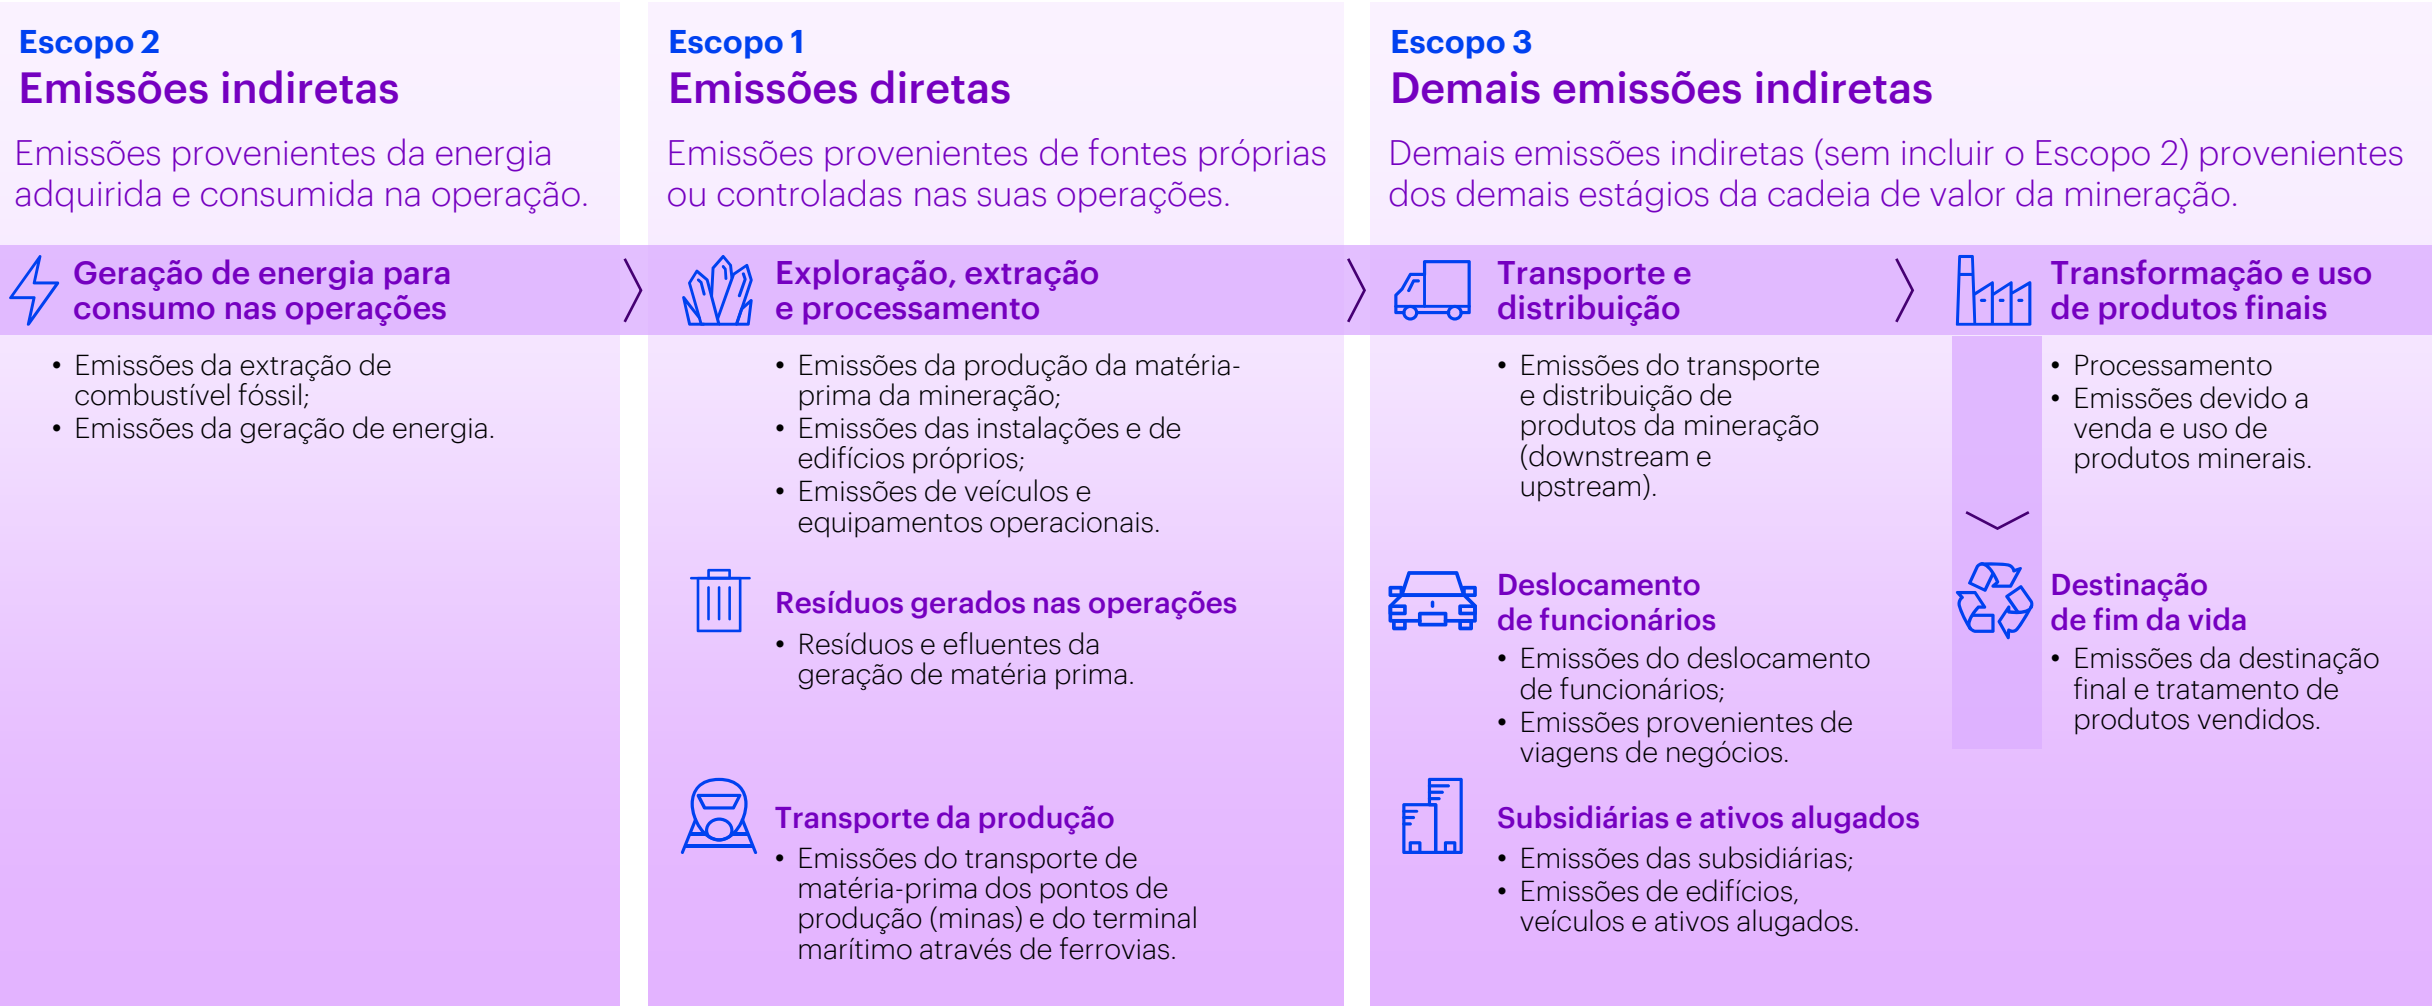 Escopo 2
Emissões indiretas
Emissões provenientes da energia
adquirida e consumida na operação.
Geração de energia para
consumo nas operações
• Emissões da extração de
combustível fóssil;
• Emissões da geração de energia.
Escopo 1
Emissões diretas
Emissões provenientes de fontes próprias
ou controladas nas suas operações.
Exploração, extração
e processamento
• Emissões da produção da matéria-
prima da mineração;
• Emissões das instalações e de
edifícios próprios;
• Emissões de veículos e
equipamentos operacionais.
Resíduos gerados nas operações
• Resíduos e efluentes da
geração de matéria prima.
Transporte da produção
• Emissões do transporte de
matéria-prima dos pontos de
produção (minas) e do terminal
marítimo através de ferrovias.
Escopo 3
Demais emissões indiretas
Demais emissões indiretas (sem incluir o Escopo 2) provenientes
dos demais estágios da cadeia de valor da mineração.
Transporte e
distribuição
• Emissões do transporte
e distribuição de
produtos da mineração
(downstream e
upstream).
Deslocamento
de funcionários
• Emissões do deslocamento
de funcionários;
• Emissões provenientes de
viagens de negócios.
Subsidiárias e ativos alugados
• Emissões das subsidiárias;
• Emissões de edifícios,
veículos e ativos alugados.
Transformação e uso
de produtos finais
• Processamento
• Emissões devido a
venda e uso de
produtos minerais.
Destinação
de fim da vida
• Emissões da destinação
final e tratamento de
produtos vendidos.